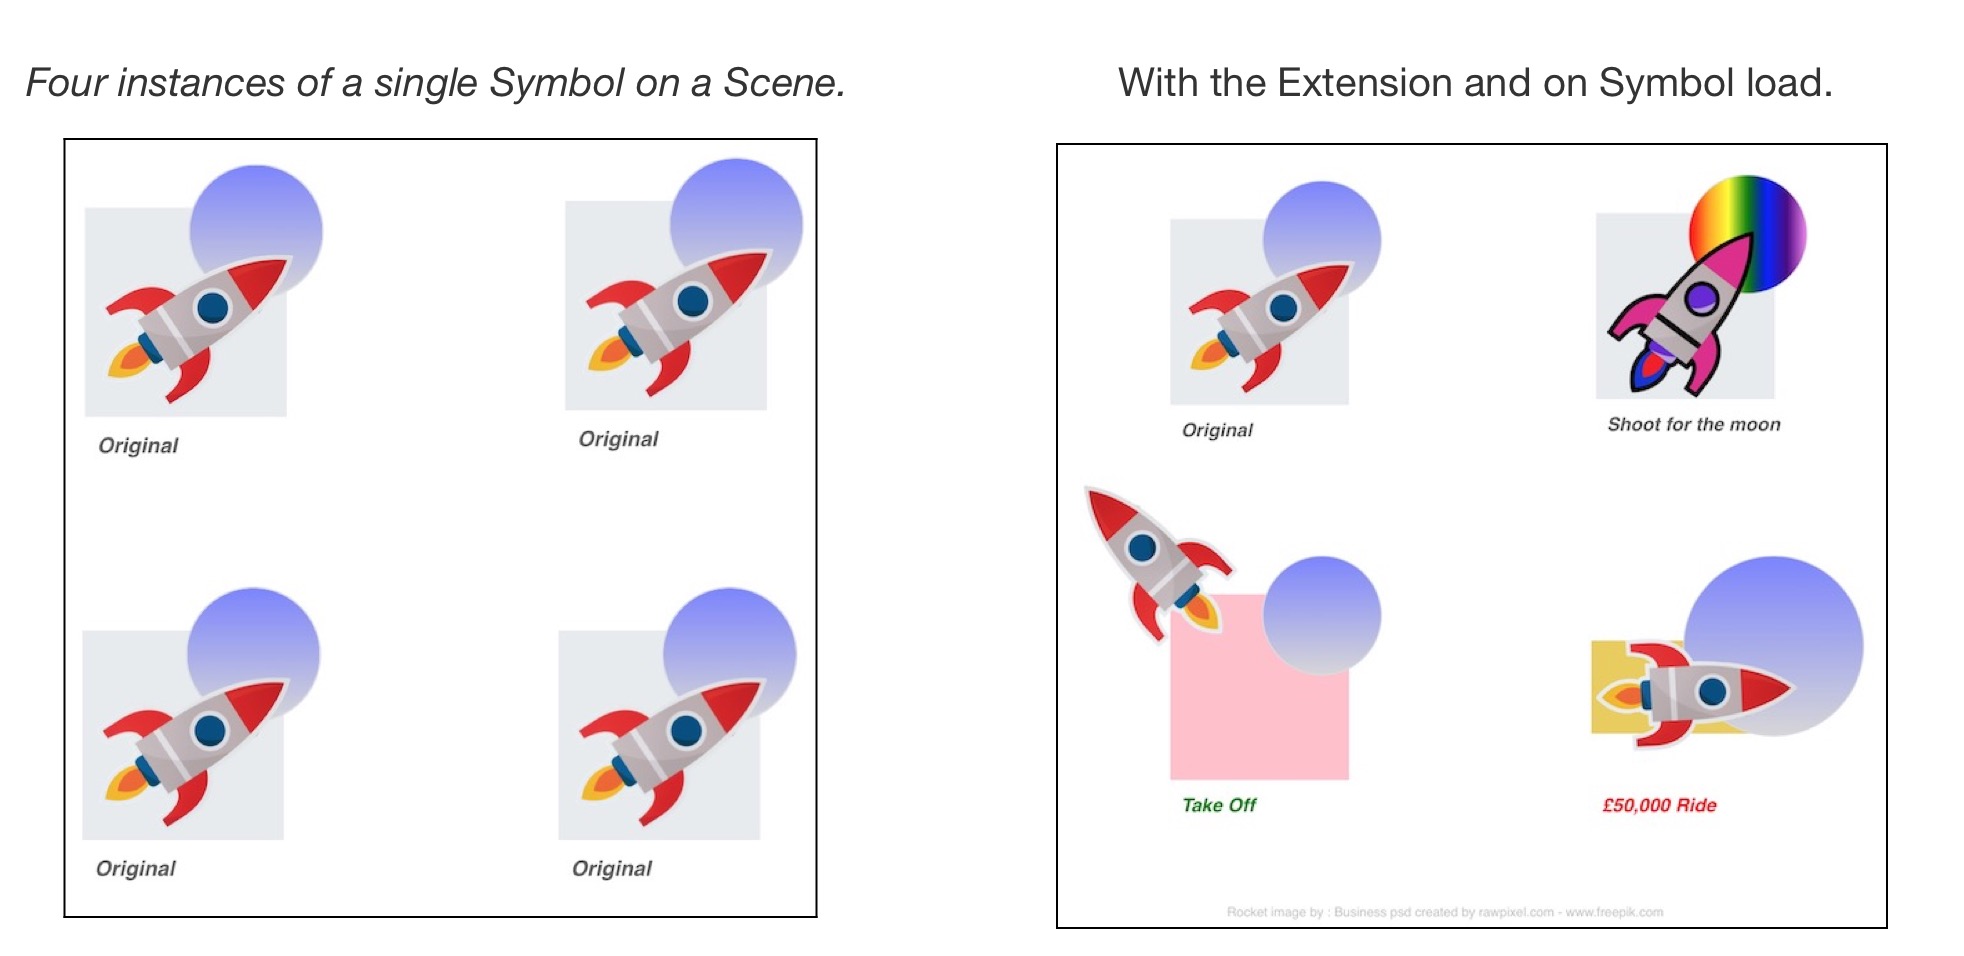 Four instances of a single Symbol on a Scene.
With the Extension and on Symbol load.
Original
Original
Original
Original
Original
Shoot for the moon
Take Off
£50,000 Ride
Rocket image by : Business psd created by rawpixel.com - www.freepik.com